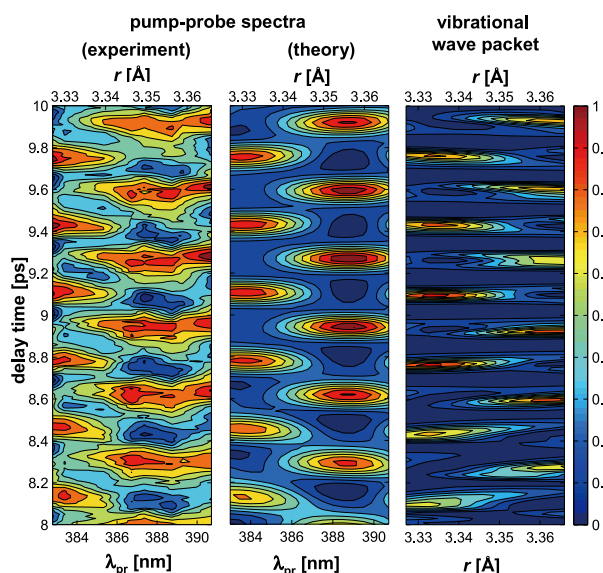 pump-probe spectra
vibrational
(experiment) (theory) wave packet
r [Å] r [Å] r [Å]
3.33 3.34 3.35 3.36 3.33 3.34 3.35 3.36 3.33 3.34 3.35 3.36
10
9.8
9.6
9.4
9.2
9
8.8
8.6
8.4
8.2
8
delay time [ps]
1
0
384 386 388 390 384 386 388 390 3.33 3.34 3.35 3.36
λpr [nm] λpr [nm] r [Å]